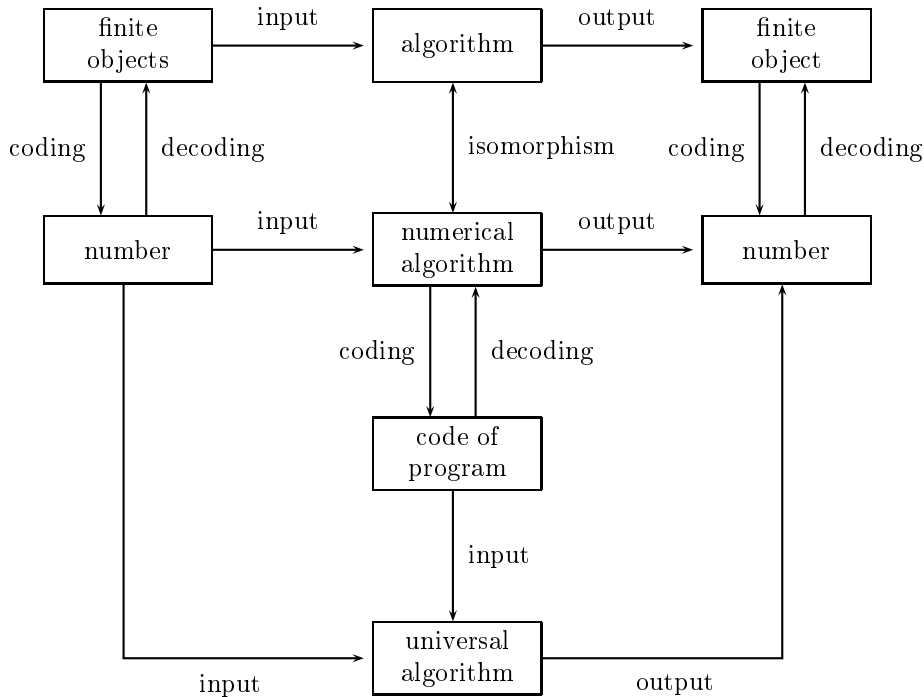 input
output
finite
objects
algorithm
finite
object
coding
decoding
isomorphism
coding
decoding
input
output
number
numerical
algorithm
number
coding
decoding
code of
program
input
universal
algorithm
input
output